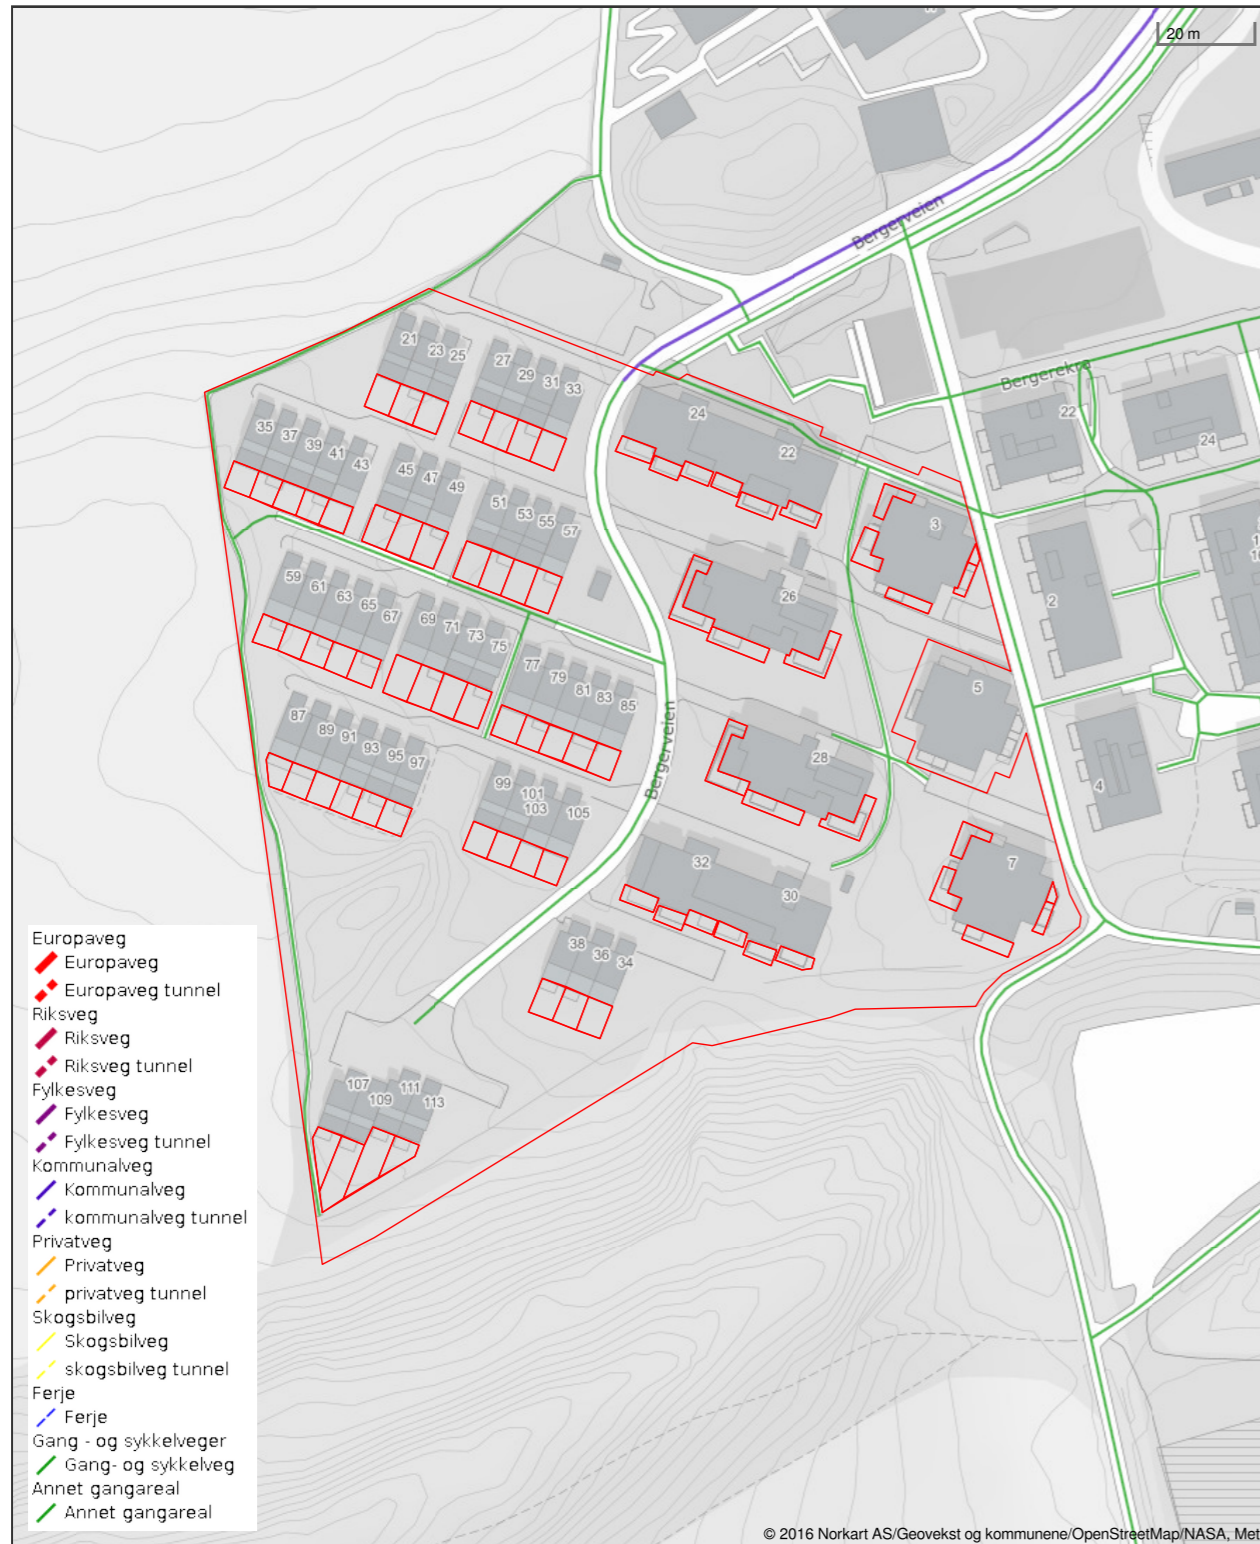 20 m
Bergerveien
21
23
25
27
29
31
33
24
22
Bergerekra
22
24
35
37
39
41
43
45
47
49
51
53
55
57
3
26
2
59
61
63
65
67
69
71
73
75
77
79
81
83
85
5
87
89
91
93
95
97
Bergerveien
28
4
99
101
103
105
32
30
7
38
36
34
107
109
111
113
Europaveg
Europaveg
Europaveg tunnel
Riksveg
Riksveg
Riksveg tunnel
Fylkesveg
Fylkesveg
Fylkesveg tunnel
Kommunalveg
Kommunalveg
kommunalveg tunnel
Privatveg
Privatveg
privatveg tunnel
Skogsbilveg
Skogsbilveg
skogsbilveg tunnel
Ferje
Ferje
Gang - og sykkelveger
Gang- og sykkelveg
Annet gangareal
Annet gangareal
© 2016 Norkart AS/Geovekst og kommunene/OpenStreetMap/NASA, Met